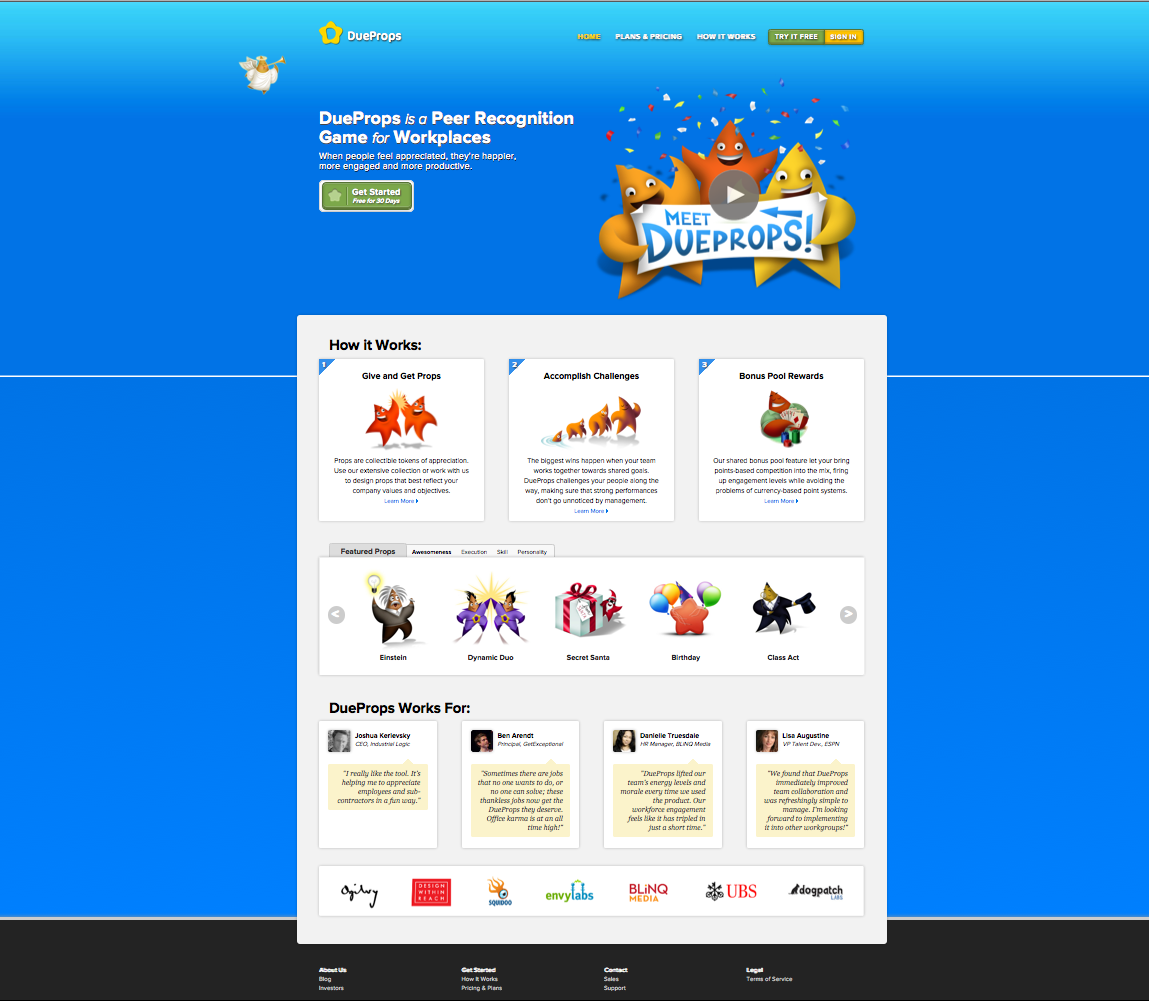 DueProps
HOME
PLANS & PRICING
HOW IT WORKS
TRY IT FREE
SIGN IN
DueProps is a Peer Recognition
Game for Workplaces
When people feel appreciated, they're happier,
more engaged and more productive.
Get Started
Free for 30 Days
MEET
DUEPROPS!
How it Works:
1
Give and Get Props
Props are collectible tokens of appreciation.
Use our extensive collection or work with us
to design props that best reflect your
company values and objectives.
Learn More
2
Accomplish Challenges
The biggest wins happen when your team
works together towards shared goals.
DueProps challenges your people along the
way, making sure that strong performances
don't go unnoticed by management.
Learn More
3
Bonus Pool Rewards
Our shared bonus pool feature let your bring
points-based competition into the mix, firing
up engagement levels while avoiding the
problems of currency-based point systems.
Learn More
Featured Props
Awesomeness
Execution
Skill
Personality
Einstein
Dynamic Duo
Secret Santa
Birthday
Class Act
DueProps Works For:
Joshua Kerievsky
CEO, Industrial Logic
"I really like the tool. It's
helping me to appreciate
employees and sub-
contractors in a fun way."
Ben Arendt
Principal, GetExceptional
"Sometimes there are jobs
that no one wants to do, or
no one can solve; these
thankless jobs now get the
DueProps they deserve.
Office karma is at an all
time high!"
Danielle Truesdale
HR Manager, BLiNQ Media
"DueProps lifted our
team's energy levels and
morale every time we used
the product. Our
workforce engagement
feels like it has tripled in
just a short time."
Lisa Augustine
VP Talent Dev., ESPN
"We found that DueProps
immediately improved
team collaboration and
was refreshingly simple to
manage. I'm looking
forward to implementing
it into other workgroups!"
Ogilvy
DESIGN
WITHIN
REACH
SQUIDOO
envylabs
BLiNQ
MEDIA
UBS
dogpatch
LABS
About Us
Blog
Investors
Get Started
How It Works
Pricing & Plans
Contact
Sales
Support
Legal
Terms of Service